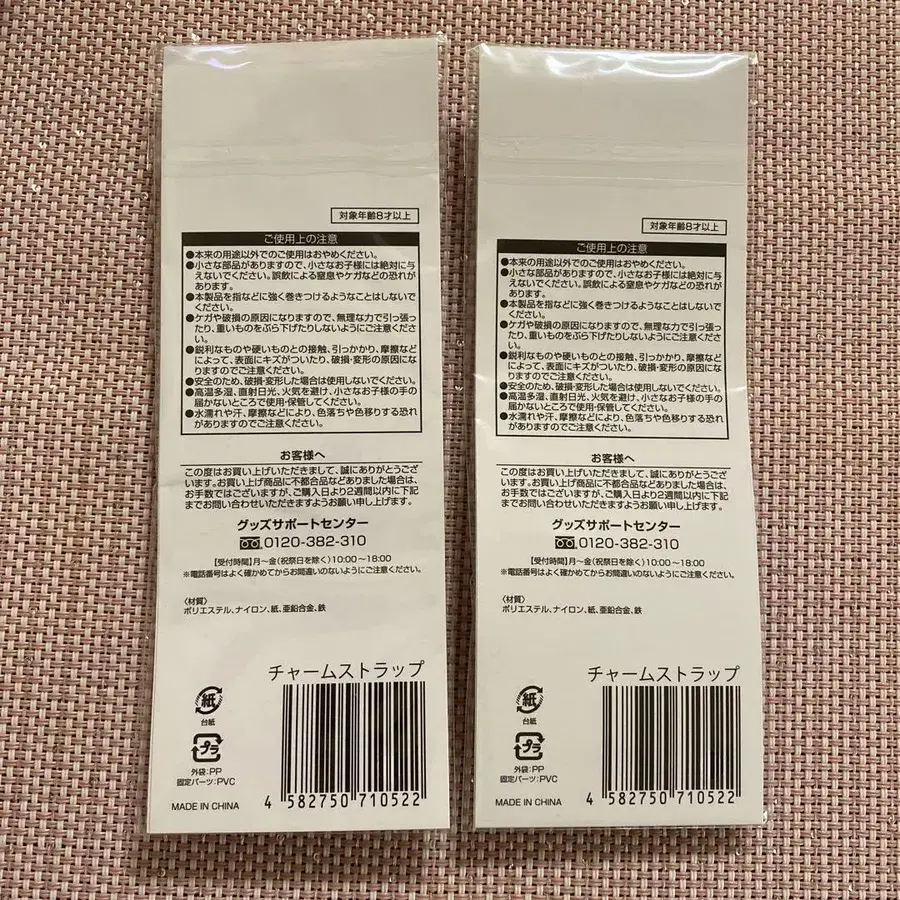 対象年齢8才以上
ご使用上の注意
●本来の用途以外でのご使用はおやめください。
●小さな部品がありますので、小さなお子様には絶対に与
えないでください。誤飲による窒息やケガなどの恐れが
あります。
●本製品を指などに強く巻きつけるようなことはしないで
ください。
●ケガや破損の原因になりますので、無理な力で引っ張っ
たり、重いものをぶら下げたりしないようにご注意くださ
い。
●鋭利なものや硬いものとの接触、引っかかり、摩擦など
によって、表面にキズがついたり、破損・変形の原因にな
りますのでご注意ください。
●安全のため、破損・変形した場合は使用しないでください。
●高温多湿、直射日光、火気を避け、小さなお子様の手の
届かないところで使用・保管してください。
●水濡れや汗、摩擦などにより、色落ちや色移りする恐れ
がありますのでご注意ください。
お客様へ
この度はお買い上げいただきまして、誠にありがとうござ
います。お買上げ商品に不都合品などありました場合は、
お手数ではございますが、ご購入日より2週間以内に下記
までお問い合わせいただきますようお願い申し上げます。
グッズサポートセンター
0120-382-310
【受付時間】月~金(祝祭日を除く)10:00~18:00
※電話番号はよく確かめてからお間違いのないようにご注意ください。
〈材質〉
ポリエステル、ナイロン、紙、亜鉛合金、鉄
チャームストラップ
紙
台紙
プラ
外袋:PP
固定パーツ:PVC
MADE IN CHINA
4 582750 710522
対象年齢8才以上
ご使用上の注意
●本来の用途以外でのご使用はおやめください。
●小さな部品がありますので、小さなお子様には絶対に与
えないでください。誤飲による窒息やケガなどの恐れが
あります。
●本製品を指などに強く巻きつけるようなことはしないで
ください。
●ケガや破損の原因になりますので、無理な力で引っ張っ
たり、重いものをぶら下げたりしないようにご注意くださ
い。
●鋭利なものや硬いものとの接触、引っかかり、摩擦など
によって、表面にキズがついたり、破損・変形の原因にな
りますのでご注意ください。
●安全のため、破損・変形した場合は使用しないでください。
●高温多湿、直射日光、火気を避け、小さなお子様の手の
届かないところで使用・保管してください。
●水濡れや汗、摩擦などにより、色落ちや色移りする恐れ
がありますのでご注意ください。
お客様へ
この度はお買い上げいただきまして、誠にありがとうござ
います。お買上げ商品に不都合品などありました場合は、
お手数ではございますが、ご購入日より2週間以内に下記
までお問い合わせいただきますようお願い申し上げます。
グッズサポートセンター
0120-382-310
【受付時間】月~金(祝祭日を除く)10:00~18:00
※電話番号はよく確かめてからお間違いのないようにご注意ください。
〈材質〉
ポリエステル、ナイロン、紙、亜鉛合金、鉄
チャームストラップ
紙
台紙
プラ
外袋:PP
固定パーツ:PVC
MADE IN CHINA
4 582750 710522